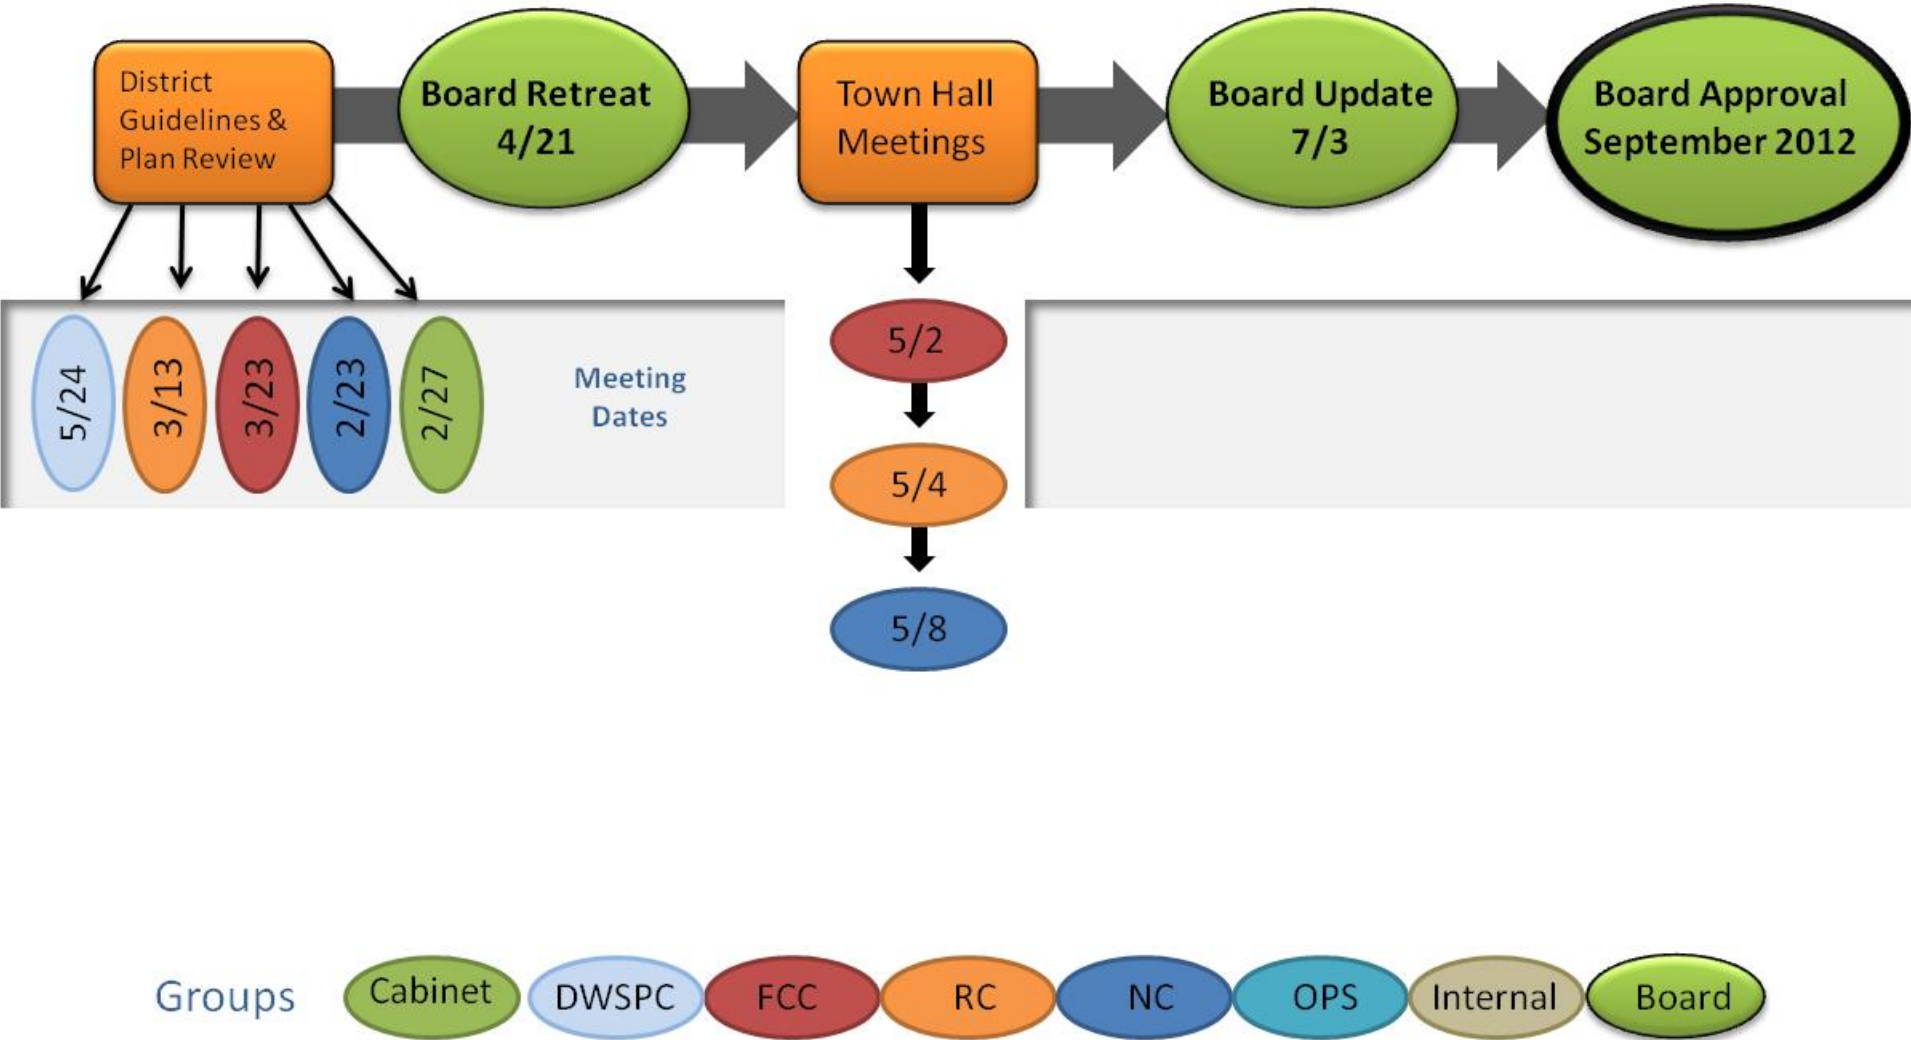 District
Guidelines &
Plan Review
Board Retreat
4/21
Town Hall
Meetings
Board Update
7/3
Board Approval
September 2012
5/24
3/13
3/23
2/23
2/27
Meeting
Dates
5/2
5/4
5/8
Groups
Cabinet
DWSPC
FCC
RC
NC
OPS
Internal
Board